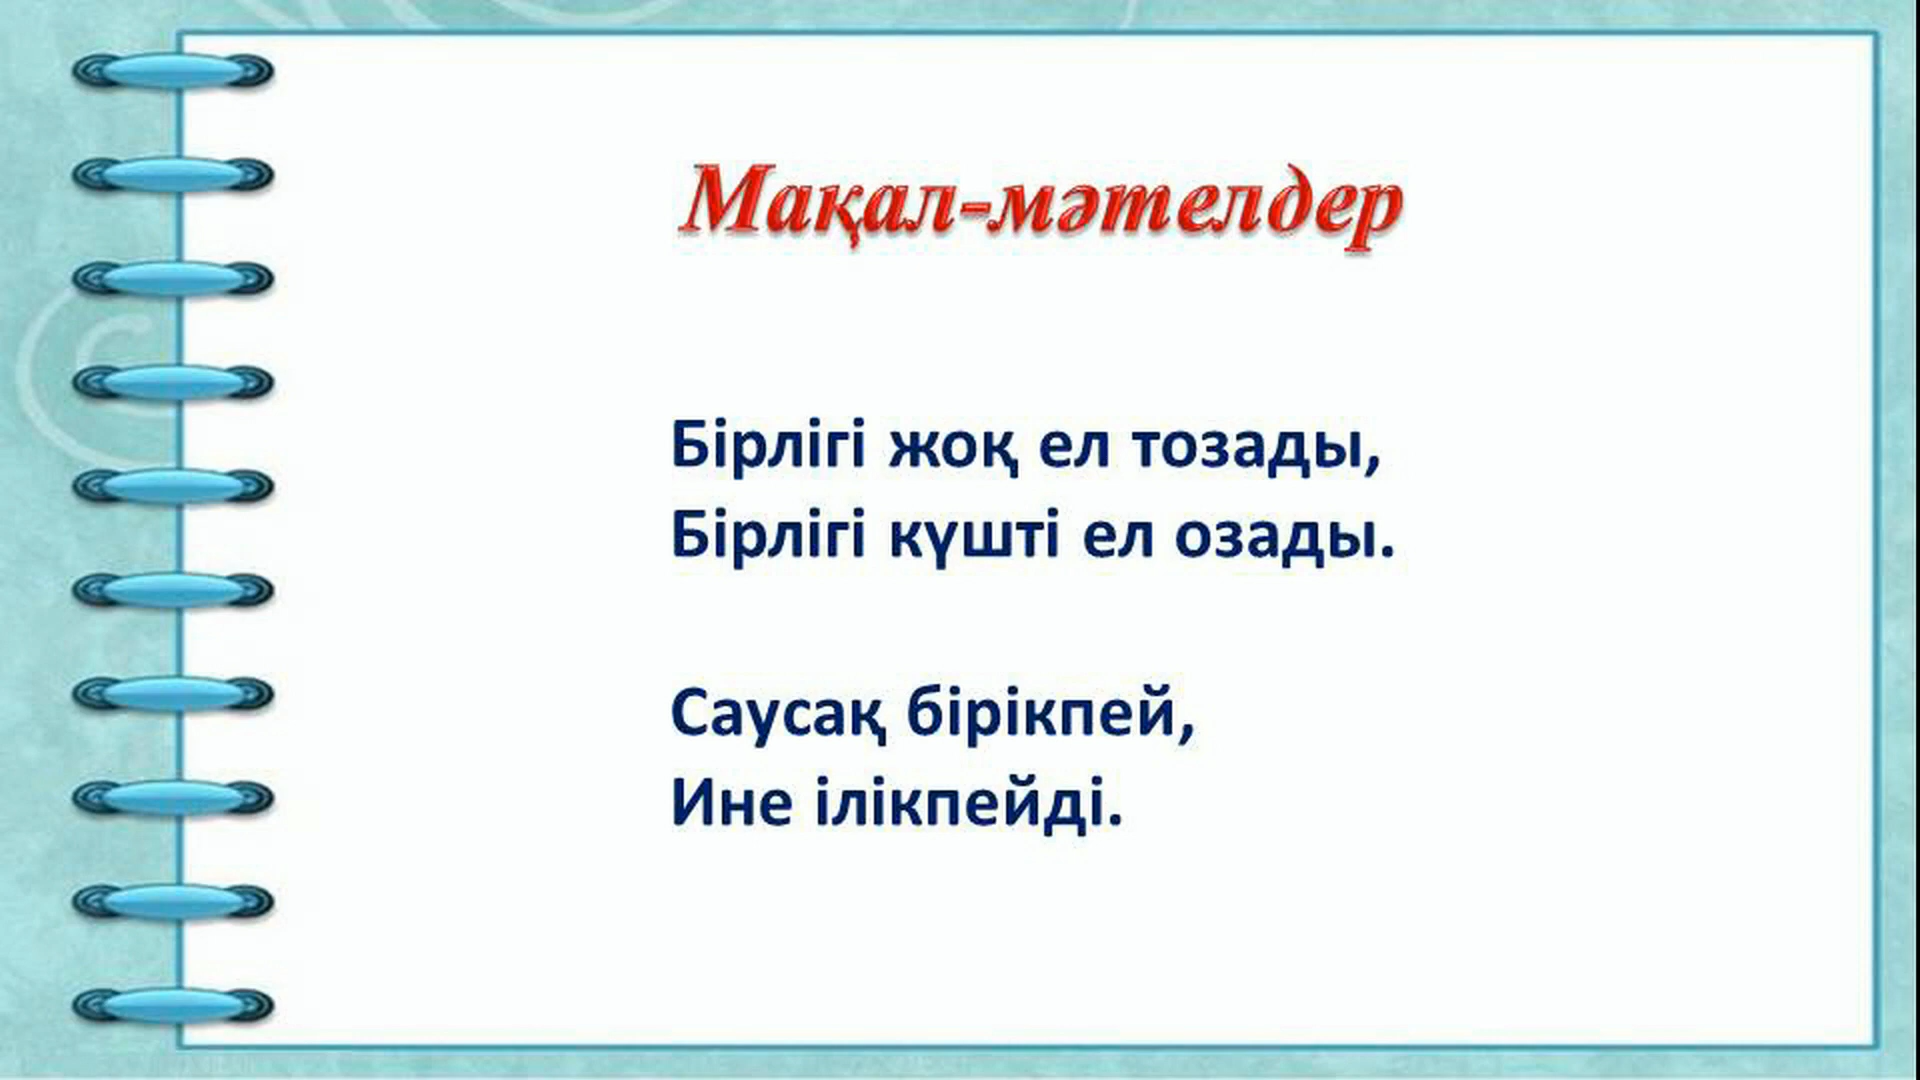 Мақал-мәтелдер
Бірлігі жоқ ел тозады,
Бірлігі күшті ел озады.
Саусақ бірікпей,
Ине ілікпейді.